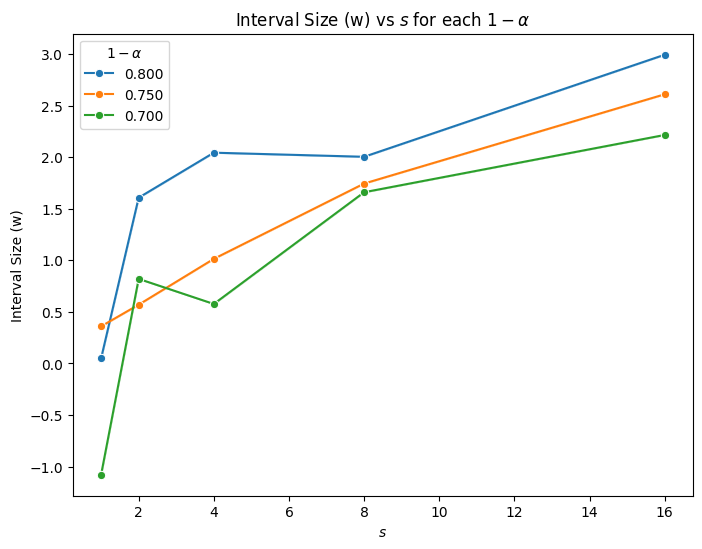 Interval Size (w) vs s for each 1 − α
1 − α
0.800
0.750
0.700
3.0
2.5
2.0
1.5
1.0
0.5
0.0
−0.5
−1.0
Interval Size (w)
2 4 6 8 10 12 14 16
s